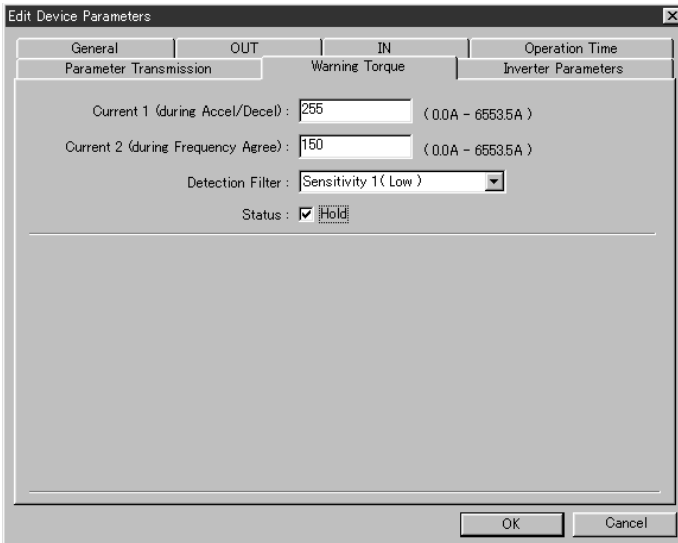 Edit Device Parameters
General OUT IN Operation Time
Parameter Transmission Warning Torque Inverter Parameters
Current 1 (during Accel/Decel) : 255 ( 0.0A - 6553.5A )
Current 2 (during Frequency Agree) : 150 ( 0.0A - 6553.5A )
Detection Filter : Sensitivity 1 ( Low )
Status : Hold
OK Cancel